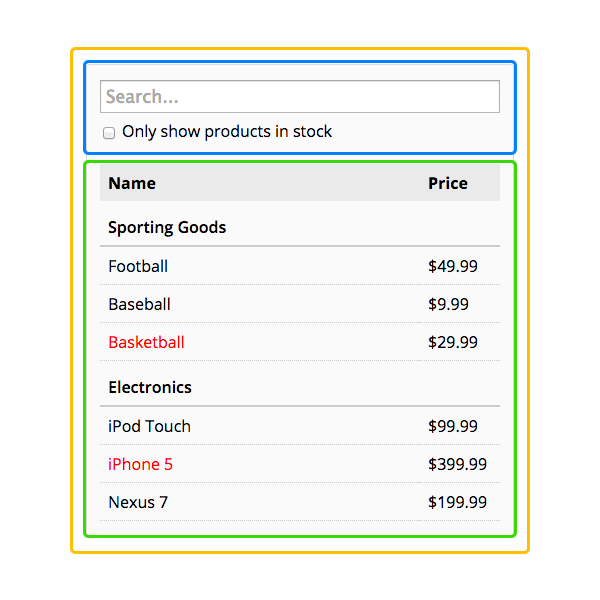 Search...
Only show products in stock
Name Price
Sporting Goods
Football $49.99
Baseball $9.99
Basketball $29.99
Electronics
iPod Touch $99.99
iPhone 5 $399.99
Nexus 7 $199.99